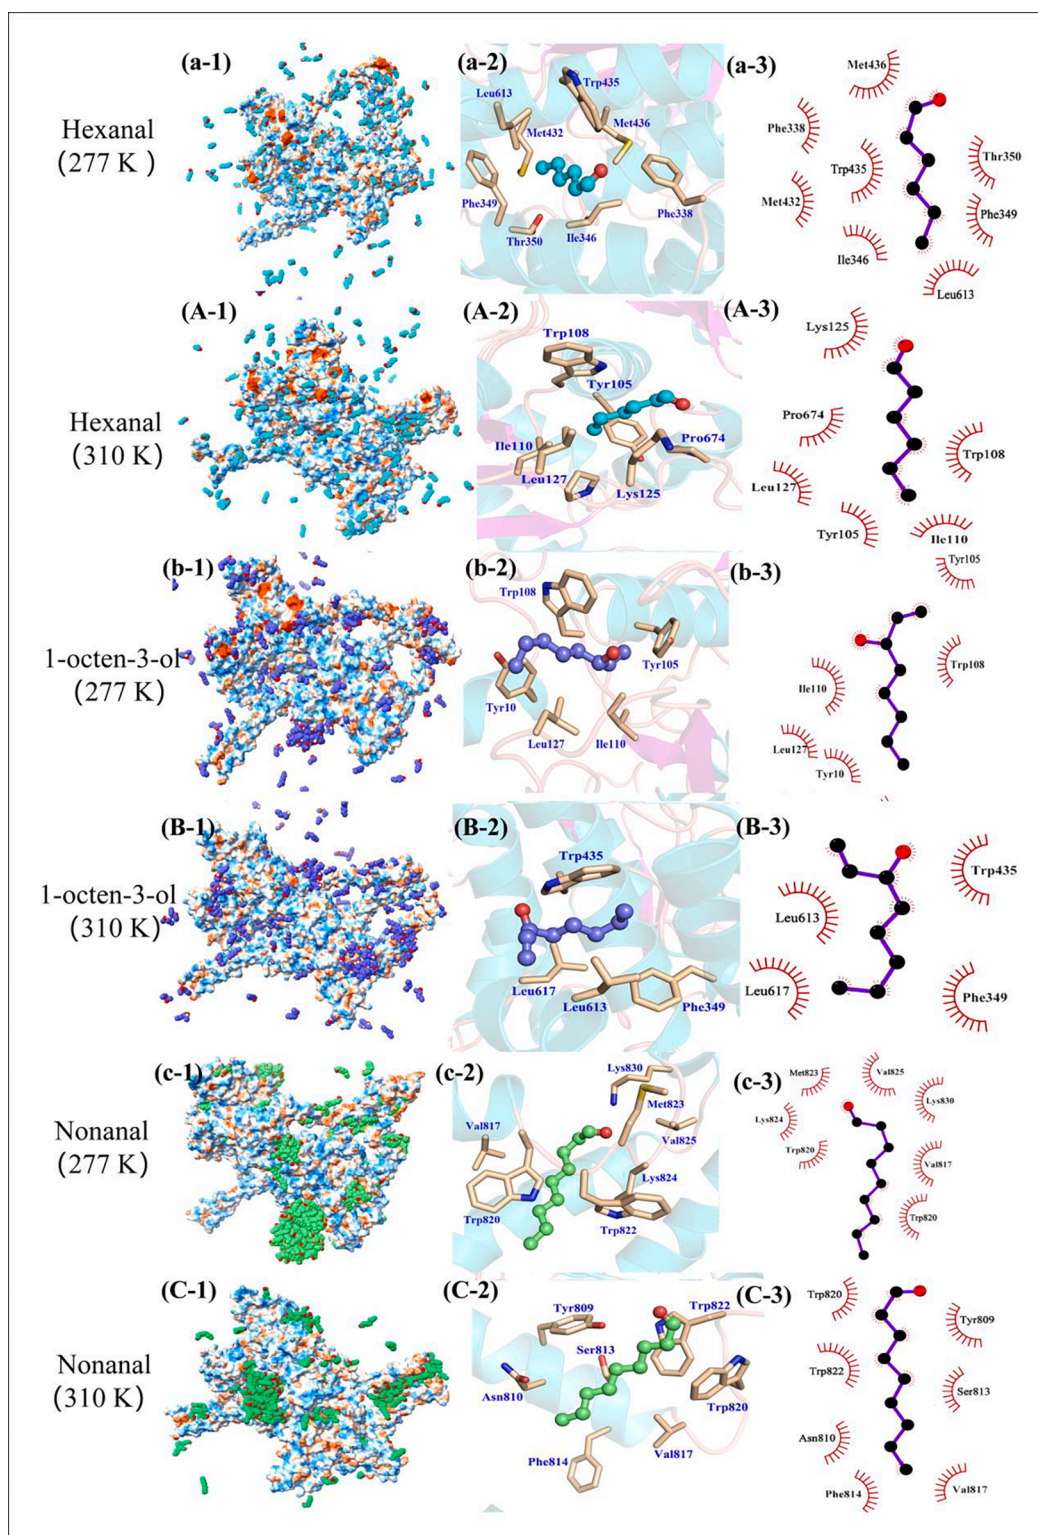 (a-1)
(a-2)
(a-3)
Hexanal
(277 K )
Leu613
Trp435
Met432
Met436
Phe349
Phe338
Thr350
Ile346
Met436
Phe338
Trp435
Thr350
Met432
Phe349
Ile346
Leu613
(A-1)
(A-2)
(A-3)
Hexanal
(310 K)
Trp108
Tyr105
Ile110
Pro674
Leu127
Lys125
Lys125
Pro674
Trp108
Leu127
Tyr105
Ile110
(b-1)
(b-2)
(b-3)
1-octen-3-ol
(277 K)
Trp108
Tyr105
Tyr10
Leu127
Ile110
Tyr105
Trp108
Ile110
Leu127
Tyr10
(B-1)
(B-2)
(B-3)
1-octen-3-ol
(310 K)
Trp435
Leu617
Leu613
Phe349
Trp435
Leu613
Leu617
Phe349
(c-1)
(c-2)
(c-3)
Nonanal
(277 K)
Lys830
Met823
Val817
Val825
Lys824
Trp820
Trp822
Met823
Val825
Lys830
Lys824
Trp820
Val817
Trp820
(C-1)
(C-2)
(C-3)
Nonanal
(310 K)
Tyr809
Trp822
Ser813
Asn810
Trp820
Val817
Phe814
Trp820
Tyr809
Trp822
Ser813
Asn810
Phe814
Val817